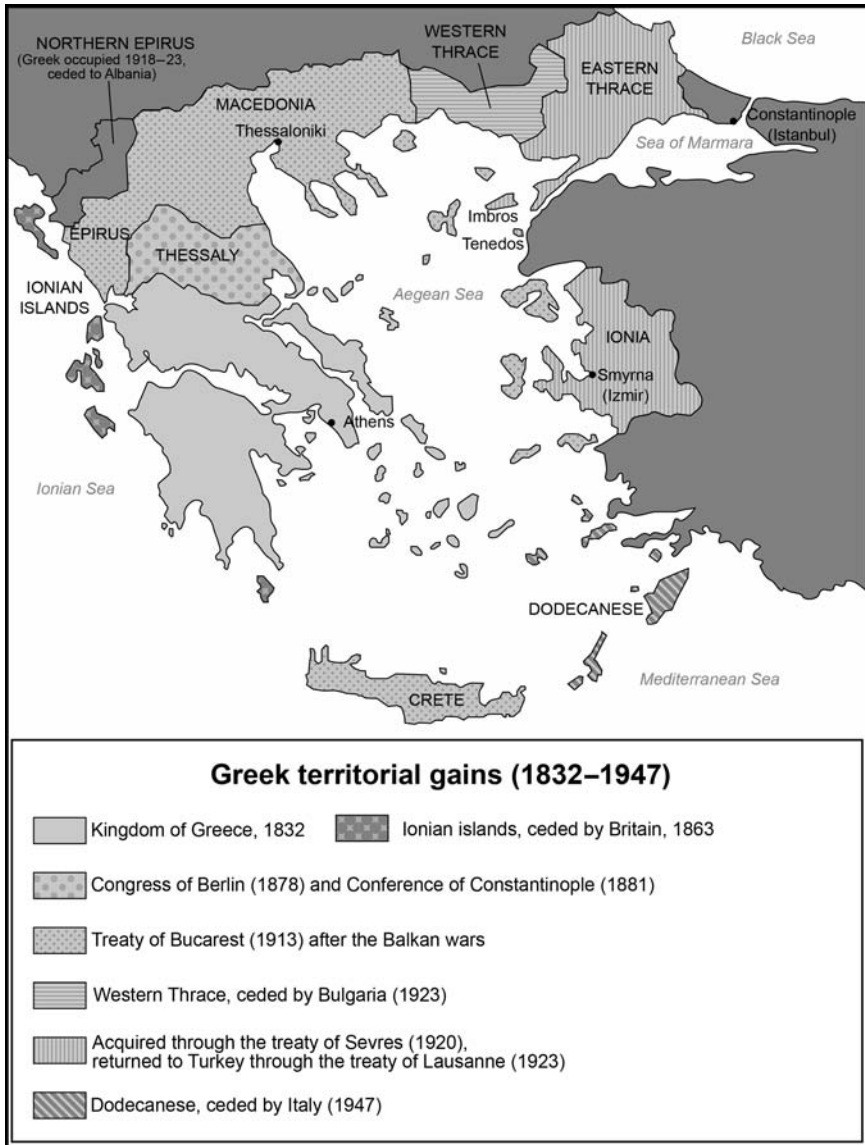 NORTHERN EPIRUS
(Greek occupied 1918–23,
ceded to Albania)
WESTERN
THRACE
Black Sea
EASTERN
THRACE
MACEDONIA
Thessaloniki
Constantinople
(Istanbul)
Sea of Marmara
Imbros
Tenedos
EPIRUS
THESSALY
IONIAN
ISLANDS
Aegean Sea
IONIA
Smyrna
(Izmir)
Athens
Ionian Sea
DODECANESE
Mediterranean Sea
CRETE
Greek territorial gains (1832–1947)
Kingdom of Greece, 1832
Ionian islands, ceded by Britain, 1863
Congress of Berlin (1878) and Conference of Constantinople (1881)
Treaty of Bucarest (1913) after the Balkan wars
Western Thrace, ceded by Bulgaria (1923)
Acquired through the treaty of Sevres (1920),
returned to Turkey through the treaty of Lausanne (1923)
Dodecanese, ceded by Italy (1947)